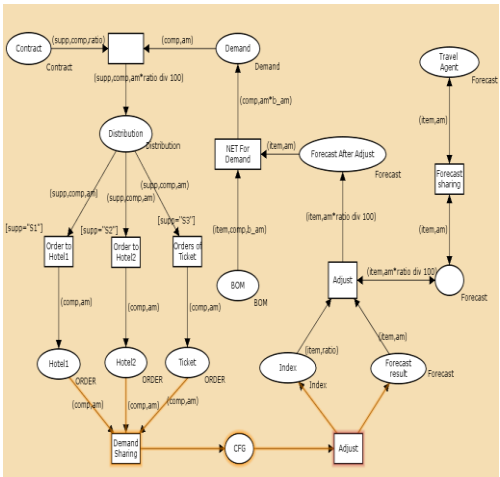 Contract
Contract
(supp,comp,ratio)
(comp,am)
Demand
Demand
Travel
Agent
Forecast
(supp,comp,am*ratio div 100)
(comp,am*b_am)
(item,am)
Distribution
Distribution
NET For
Demand
(item,am)
Forecast After Adjust
Forecast
Forecast
sharing
(supp,comp,am)
(supp,comp,am)
(supp,comp,am)
(item,am*ratio div 100)
[supp="S1"]
[supp="S2"]
[supp="S3"]
(item,comp,b_am)
(item,am)
Order to
Hotel1
Order to
Hotel2
Orders of
Ticket
BOM
BOM
Adjust
(item,am*ratio div 100)
Forecast
(comp,am)
(comp,am)
(comp,am)
(item,ratio)
(item,am)
Hotel1
ORDER
Hotel2
ORDER
Ticket
ORDER
Index
Index
Forecast
result
Forecast
(comp,am)
(comp,am)
(comp,am)
Demand
Sharing
CFG
Adjust